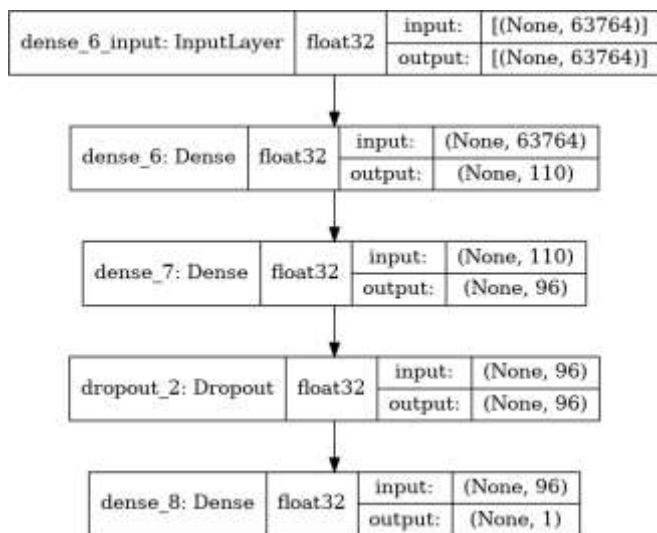 dense_6_input: InputLayer float32 input: [(None, 63764)]
output: [(None, 63764)]
dense_6: Dense float32 input: (None, 63764)
output: (None, 110)
dense_7: Dense float32 input: (None, 110)
output: (None, 96)
dropout_2: Dropout float32 input: (None, 96)
output: (None, 96)
dense_8: Dense float32 input: (None, 96)
output: (None, 1)